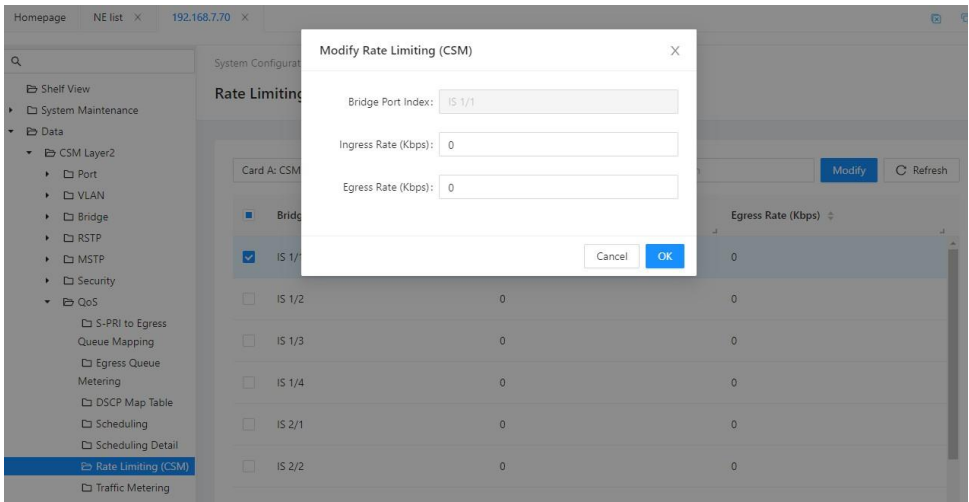 Homepage
NE list
192.168.7.70
Modify Rate Limiting (CSM)
Bridge Port Index: IS 1/1
Ingress Rate (Kbps): 0
Egress Rate (Kbps): 0
Cancel
OK
Shelf View
System Maintenance
Data
CSM Layer2
Port
VLAN
Bridge
RSTP
MSTP
Security
QoS
S-PRI to Egress
Queue Mapping
Egress Queue
Metering
DSCP Map Table
Scheduling
Scheduling Detail
Rate Limiting (CSM)
Traffic Metering
System Configurat
Rate Limiting
Card A: CSM
Modify
Refresh
Bridg
Egress Rate (Kbps)
IS 1/1 0
IS 1/2 0 0
IS 1/3 0 0
IS 1/4 0 0
IS 2/1 0 0
IS 2/2 0 0